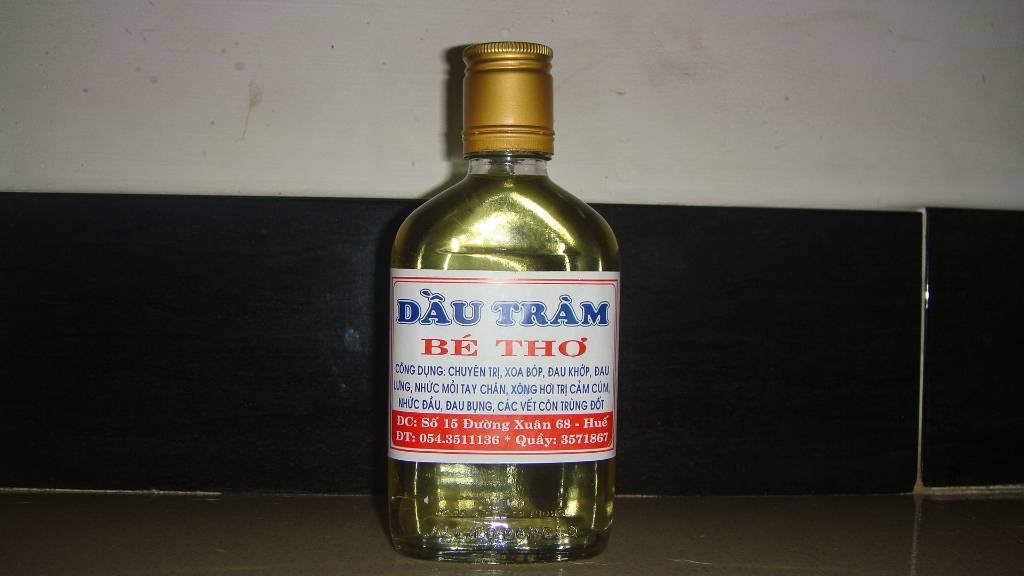 DẦU TRÀM
BÉ THƠ
CÔNG DỤNG: CHUYÊN TRỊ, XOA BÓP, ĐAU KHỚP, ĐAU
LƯNG, NHỨC MỎI TAY CHÂN, XÔNG HƠI TRỊ CẢM CÚM,
NHỨC ĐẦU, ĐAU BỤNG, CÁC VẾT CÔN TRÙNG ĐỐT
ĐC: Số 15 Đường Xuân 68 - Huế
ĐT: 054.3511136 * Quầy: 3571867